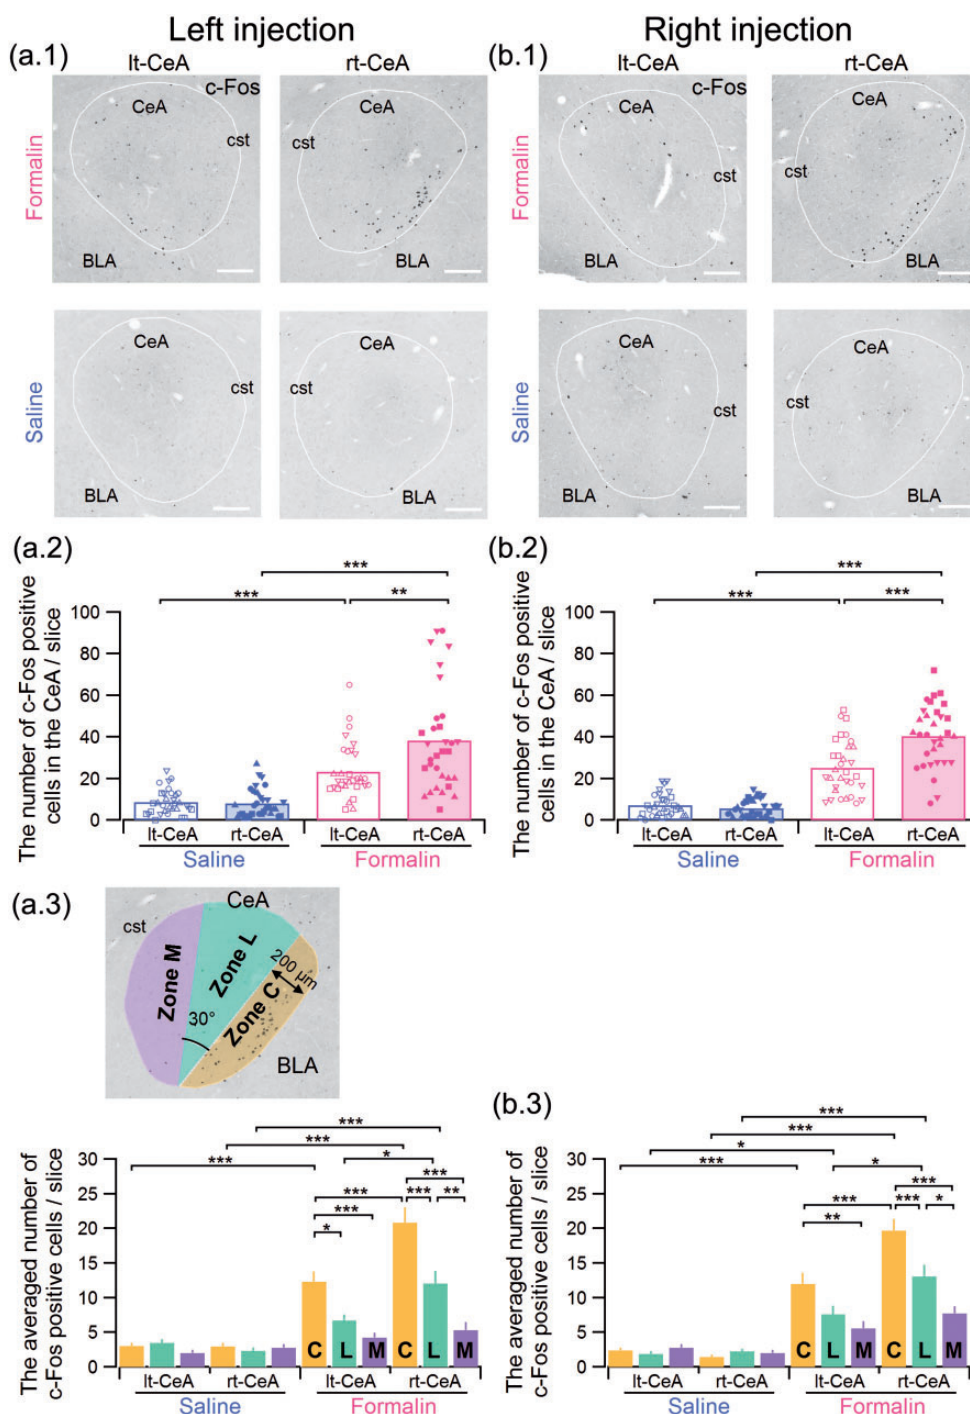 Left injection
Right injection
(a.1)
lt-CeA
rt-CeA
(b.1)
lt-CeA
rt-CeA
Formalin
c-Fos
CeA
cst
BLA
CeA
cst
BLA
Formalin
c-Fos
CeA
cst
BLA
CeA
cst
BLA
Saline
CeA
cst
BLA
CeA
cst
BLA
Saline
CeA
cst
BLA
CeA
cst
BLA
(a.2)
The number of c-Fos positive
cells in the CeA / slice
100
80
60
40
20
0
***
***
**
lt-CeA
rt-CeA
lt-CeA
rt-CeA
Saline
Formalin
(b.2)
The number of c-Fos positive
cells in the CeA / slice
100
80
60
40
20
0
***
***
***
lt-CeA
rt-CeA
lt-CeA
rt-CeA
Saline
Formalin
(a.3)
CeA
cst
Zone M
Zone L
Zone C
200 μm
30°
BLA
The averaged number of
c-Fos positive cells / slice
30
25
20
15
10
5
0
***
***
***
*
***
***
***
***
**
*
C L M C L M
lt-CeA
rt-CeA
lt-CeA
rt-CeA
Saline
Formalin
(b.3)
The averaged number of
c-Fos positive cells / slice
30
25
20
15
10
5
0
***
***
*
***
*
***
***
***
*
**
C L M C L M
lt-CeA
rt-CeA
lt-CeA
rt-CeA
Saline
Formalin